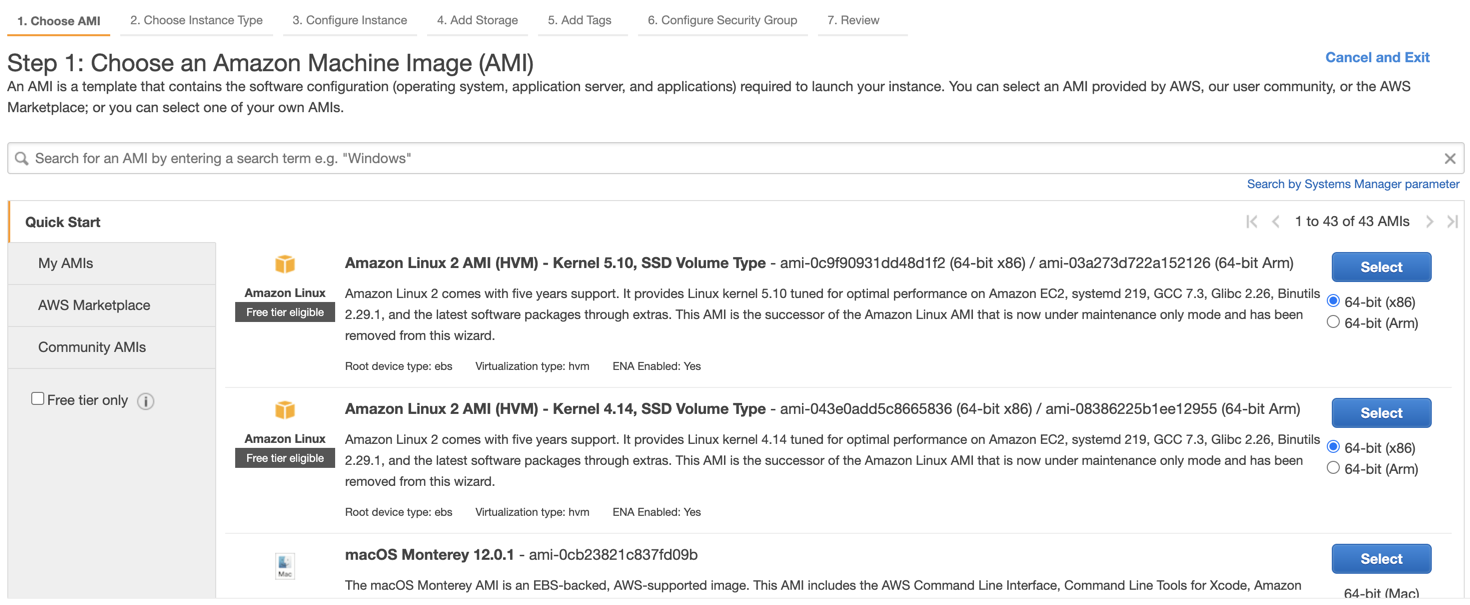 1. Choose AMI 2. Choose Instance Type 3. Configure Instance 4. Add Storage 5. Add Tags 6. Configure Security Group 7. Review
Step 1: Choose an Amazon Machine Image (AMI)
Cancel and Exit
An AMI is a template that contains the software configuration (operating system, application server, and applications) required to launch your instance. You can select an AMI provided by AWS, our user community, or the AWS
Marketplace; or you can select one of your own AMIs.
Search for an AMI by entering a search term e.g. "Windows"
Search by Systems Manager parameter
Quick Start
1 to 43 of 43 AMIs
My AMIs
AWS Marketplace
Community AMIs
Free tier only
Amazon Linux
Free tier eligible
Amazon Linux 2 AMI (HVM) - Kernel 5.10, SSD Volume Type - ami-0c9f90931dd48d1f2 (64-bit x86) / ami-03a273d722a152126 (64-bit Arm)
Amazon Linux 2 comes with five years support. It provides Linux kernel 5.10 tuned for optimal performance on Amazon EC2, systemd 219, GCC 7.3, Glibc 2.26, Binutils
2.29.1, and the latest software packages through extras. This AMI is the successor of the Amazon Linux AMI that is now under maintenance only mode and has been
removed from this wizard.
Root device type: ebs Virtualization type: hvm ENA Enabled: Yes
Select
64-bit (x86)
64-bit (Arm)
Amazon Linux
Free tier eligible
Amazon Linux 2 AMI (HVM) - Kernel 4.14, SSD Volume Type - ami-043e0add5c8665836 (64-bit x86) / ami-08386225b1ee12955 (64-bit Arm)
Amazon Linux 2 comes with five years support. It provides Linux kernel 4.14 tuned for optimal performance on Amazon EC2, systemd 219, GCC 7.3, Glibc 2.26, Binutils
2.29.1, and the latest software packages through extras. This AMI is the successor of the Amazon Linux AMI that is now under maintenance only mode and has been
removed from this wizard.
Root device type: ebs Virtualization type: hvm ENA Enabled: Yes
Select
64-bit (x86)
64-bit (Arm)
Mac
macOS Monterey 12.0.1 - ami-0cb23821c837fd09b
The macOS Monterey AMI is an EBS-backed, AWS-supported image. This AMI includes the AWS Command Line Interface, Command Line Tools for Xcode, Amazon
Select
64-bit (Mac)